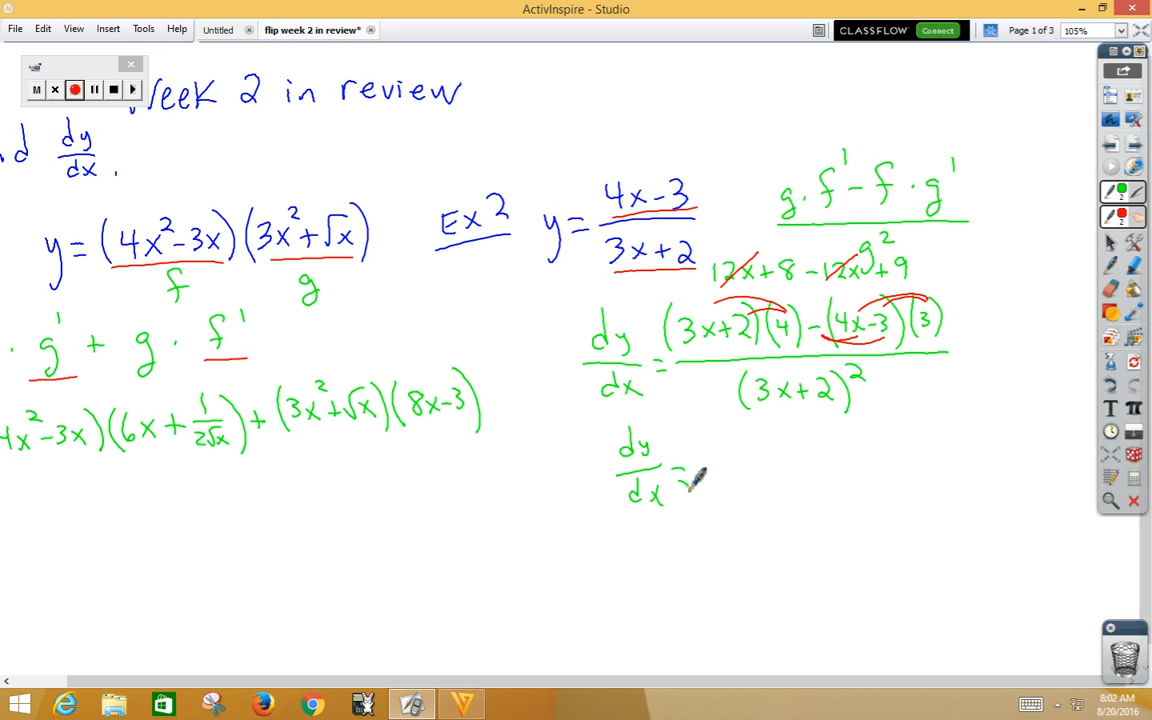 ActivInspire - Studio
File Edit View Insert Tools Help
Untitled flip week 2 in review*
CLASSFLOW Connect
Page 1 of 3 105%
M
Week 2 in review
d dy/dx.
y = (4x² - 3x)(3x² + √x)
f g
· g' + g · f'
4x² - 3x)(6x + 1/(2√x)) + (3x² + √x)(8x - 3)
Ex 2 y = (4x - 3)/(3x + 2)
(g · f' - f · g')/g²
12x + 8 - 12x + 9
dy/dx = ((3x + 2)(4) - (4x - 3)(3))/(3x + 2)²
dy/dx =
2
2
8:02 AM
8/20/2016